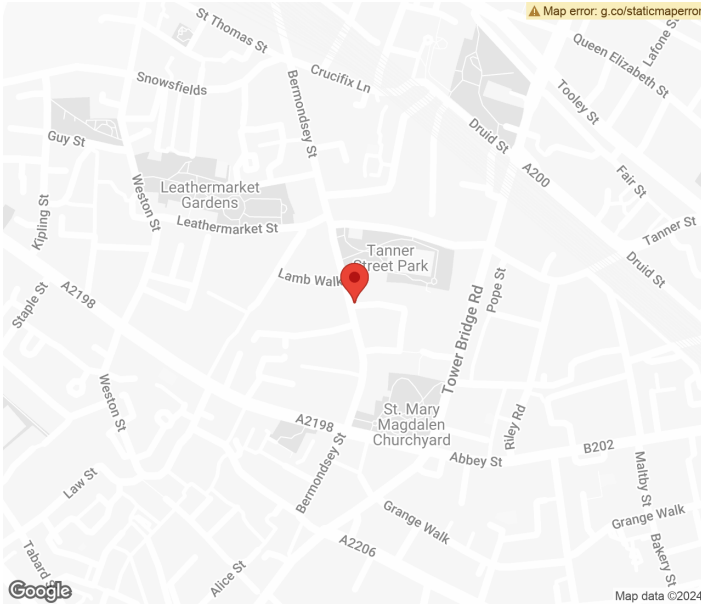 Map error: g.co/staticmaperror
St Thomas St
Crucifix Ln
Lafone St
Queen Elizabeth St
Snowsfields
Bermondsey St
Tooley St
Guy St
Druid St
A200
Fair St
Weston St
Leathermarket
Gardens
Kipling St
Leathermarket St
Tanner St
Tanner
Street Park
Druid St
Lamb Walk
Pope St
A2198
Staple St
Tower Bridge Rd
Weston St
St. Mary
Magdalen
Churchyard
A2198
Riley Rd
B202
Abbey St
Bermondsey St
Maltby St
Law St
Grange Walk
Grange Walk
A2206
Tabard
Alice St
Bakery St
Google
Map data ©2024